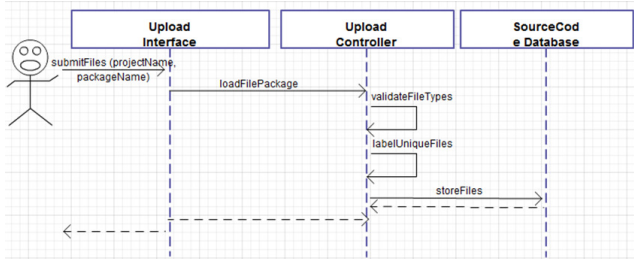 Upload
Interface
Upload
Controller
SourceCod
e Database
submitFiles (projectName,
packageName)
loadFilePackage
validateFileTypes
labelUniqueFiles
storeFiles